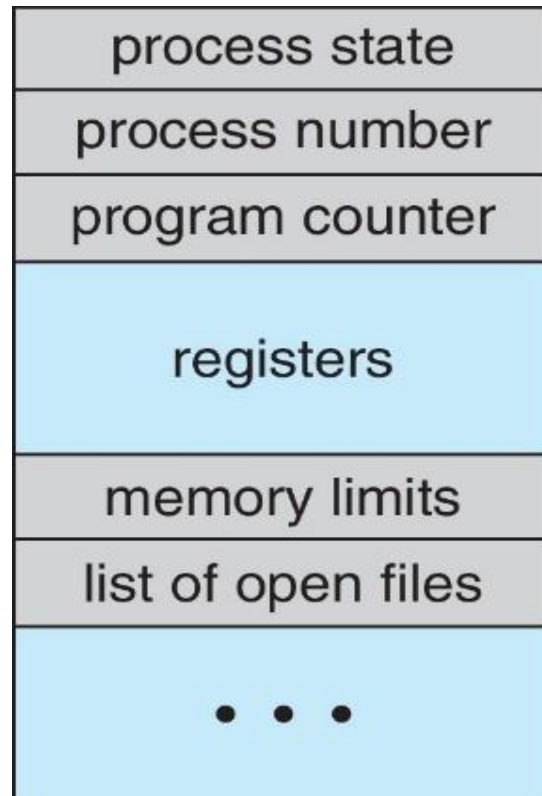 process state
process number
program counter
registers
memory limits
list of open files
• • •